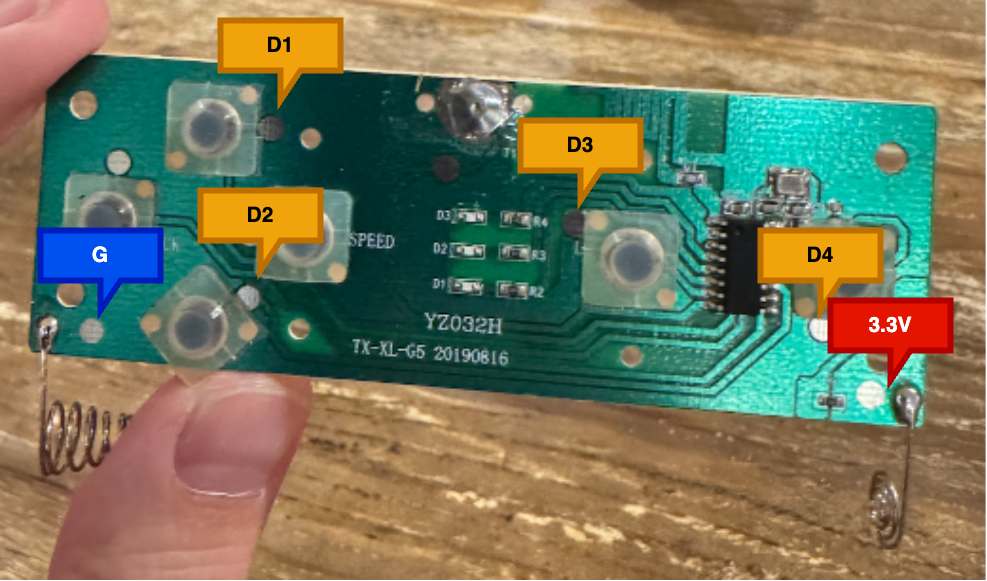 D1
D3
D2
D3
R4
G
SPEED
D4
D2
R3
D1
R2
3.3V
YZ032H
TX-XL-G5 20190816